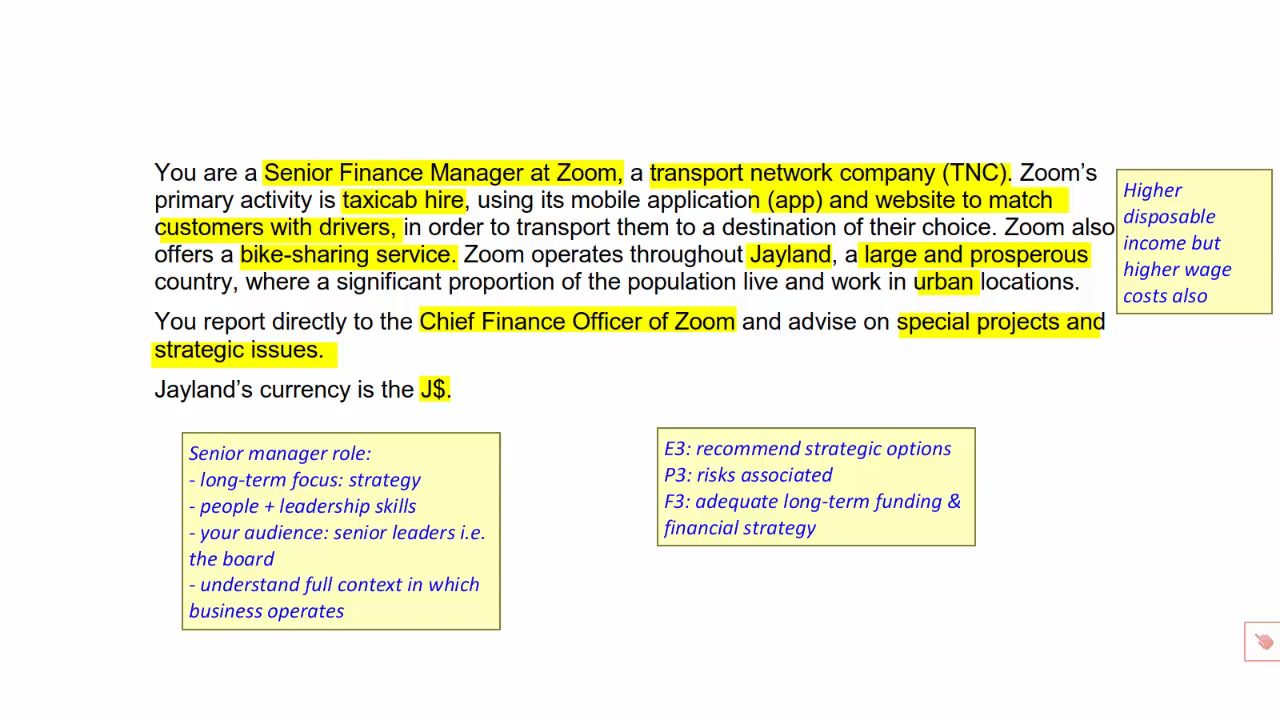 You are a Senior Finance Manager at Zoom, a transport network company (TNC). Zoom’s
primary activity is taxicab hire, using its mobile application (app) and website to match
customers with drivers, in order to transport them to a destination of their choice. Zoom also
offers a bike-sharing service. Zoom operates throughout Jayland, a large and prosperous
country, where a significant proportion of the population live and work in urban locations.
Higher
disposable
income but
higher wage
costs also
You report directly to the Chief Finance Officer of Zoom and advise on special projects and
strategic issues.
Jayland’s currency is the J$.
Senior manager role:
- long-term focus: strategy
- people + leadership skills
- your audience: senior leaders i.e.
the board
- understand full context in which
business operates
E3: recommend strategic options
P3: risks associated
F3: adequate long-term funding &
financial strategy